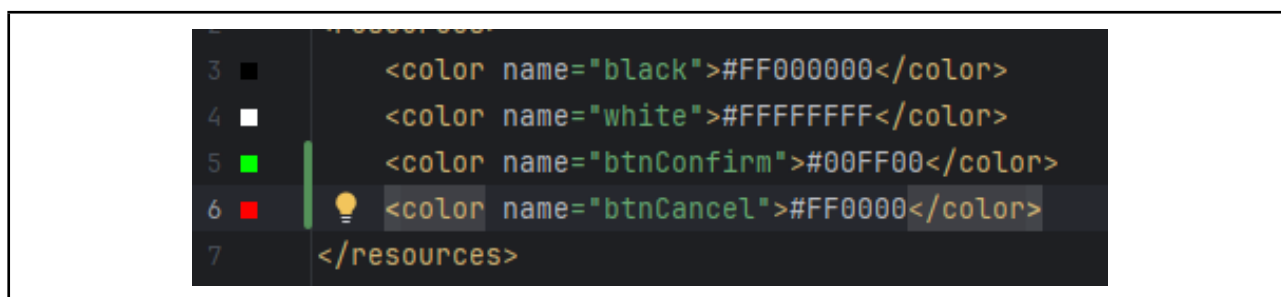 3 <color name="black">#FF000000</color>
4 <color name="white">#FFFFFFFF</color>
5 <color name="btnConfirm">#00FF00</color>
6 <color name="btnCancel">#FF0000</color>
7 </resources>